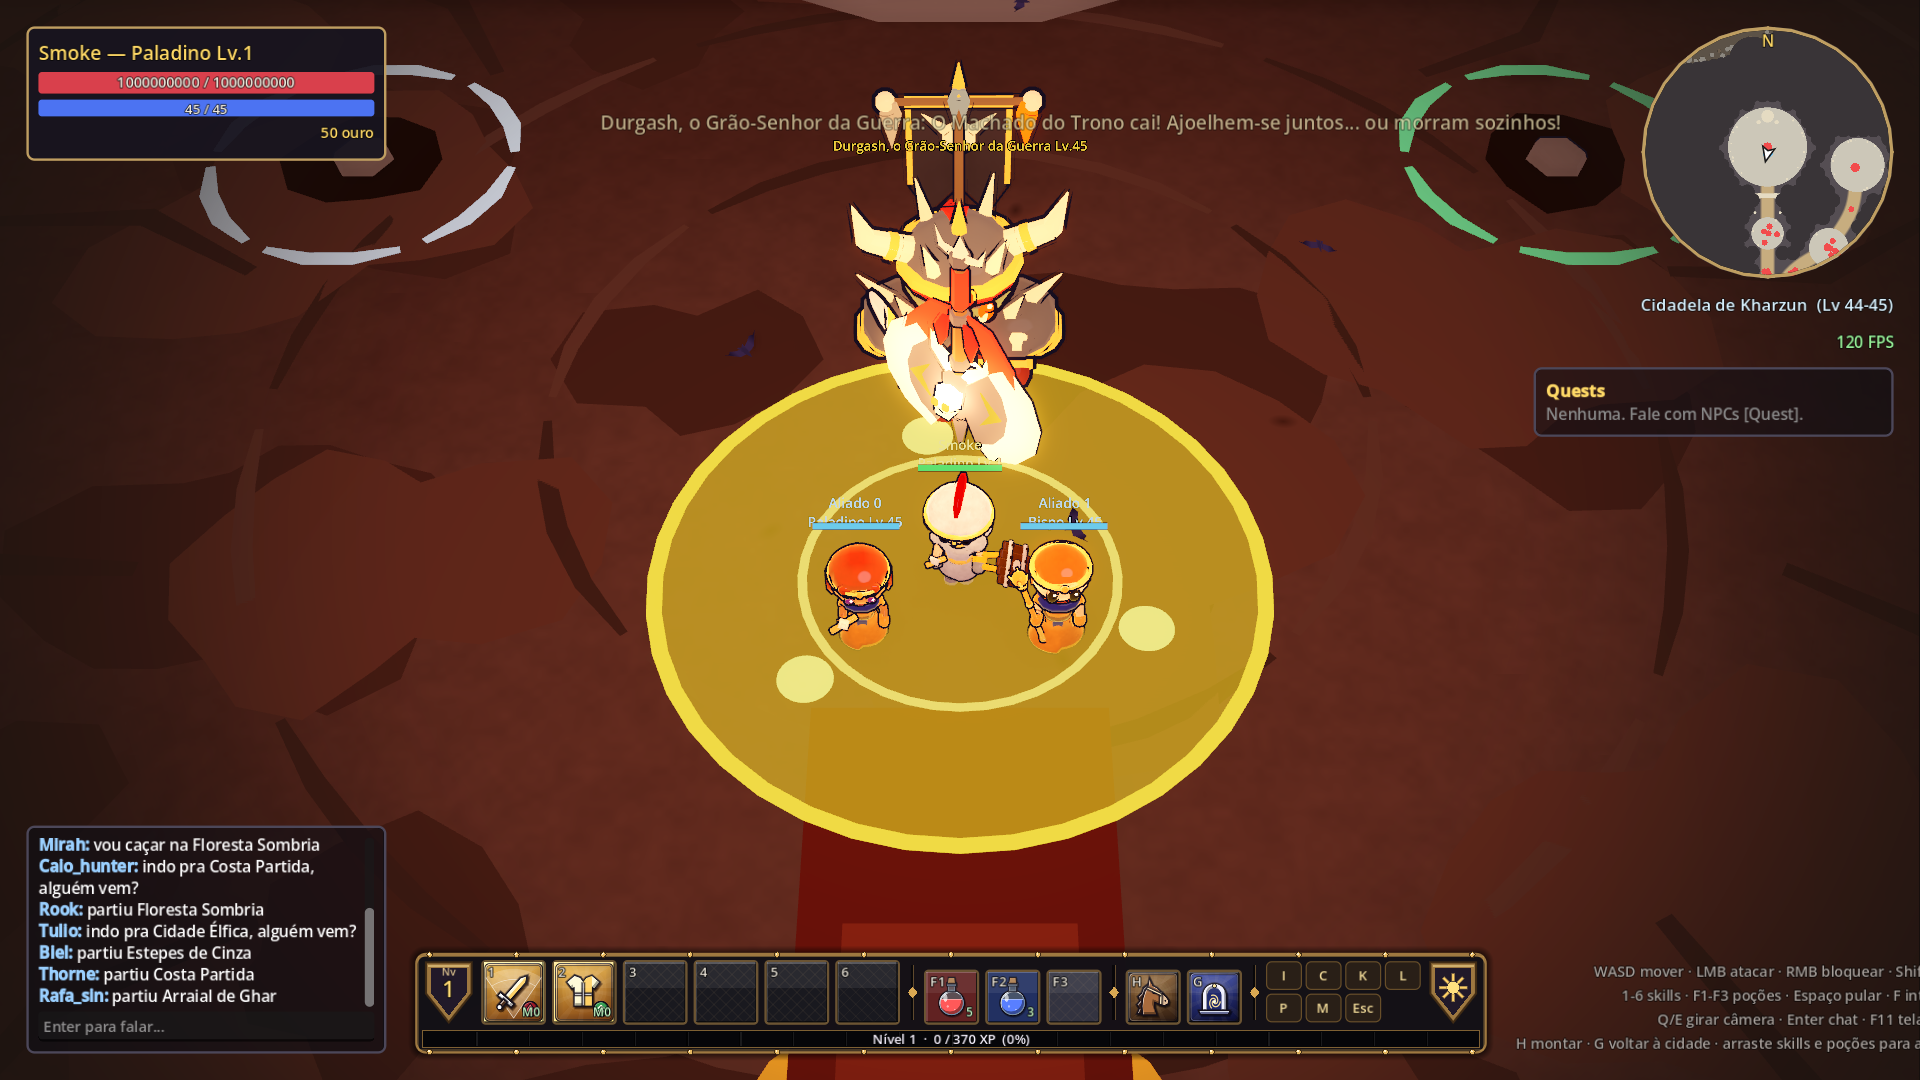 Smoke — Paladino Lv.1
1000000000 / 1000000000
45 / 45
50 ouro
Durgash, o Grão-Senhor da Guerra: O Machado do Trono cai! Ajoelhem-se juntos... ou morram sozinhos!
Durgash, o Grão-Senhor da Guerra Lv.45
N
Cidadela de Kharzun (Lv 44-45)
120 FPS
Quests
Nenhuma. Fale com NPCs [Quest].
Aliado 0
Paladino Lv.45
Aliado 1
Bispo
Mirah: vou caçar na Floresta Sombria
Caio_hunter: indo pra Costa Partida,
alguém vem?
Rook: partiu Floresta Sombria
Tulio: indo pra Cidade Élfica, alguém vem?
Biel: partiu Estepes de Cinza
Thorne: partiu Costa Partida
Rafa_sin: partiu Arraial de Ghar
Enter para falar...
Nv
1
1
M0
2
M0
3
4
5
6
F1
5
F2
3
F3
H
G
I
C
K
L
P
M
Esc
Nível 1 · 0 / 370 XP (0%)
WASD mover · LMB atacar · RMB bloquear ·
1-6 skills · F1-F3 poções · Espaço pular · F
Q/E girar câmera · Enter chat · F11
H montar · G voltar à cidade · arraste skills e poções para